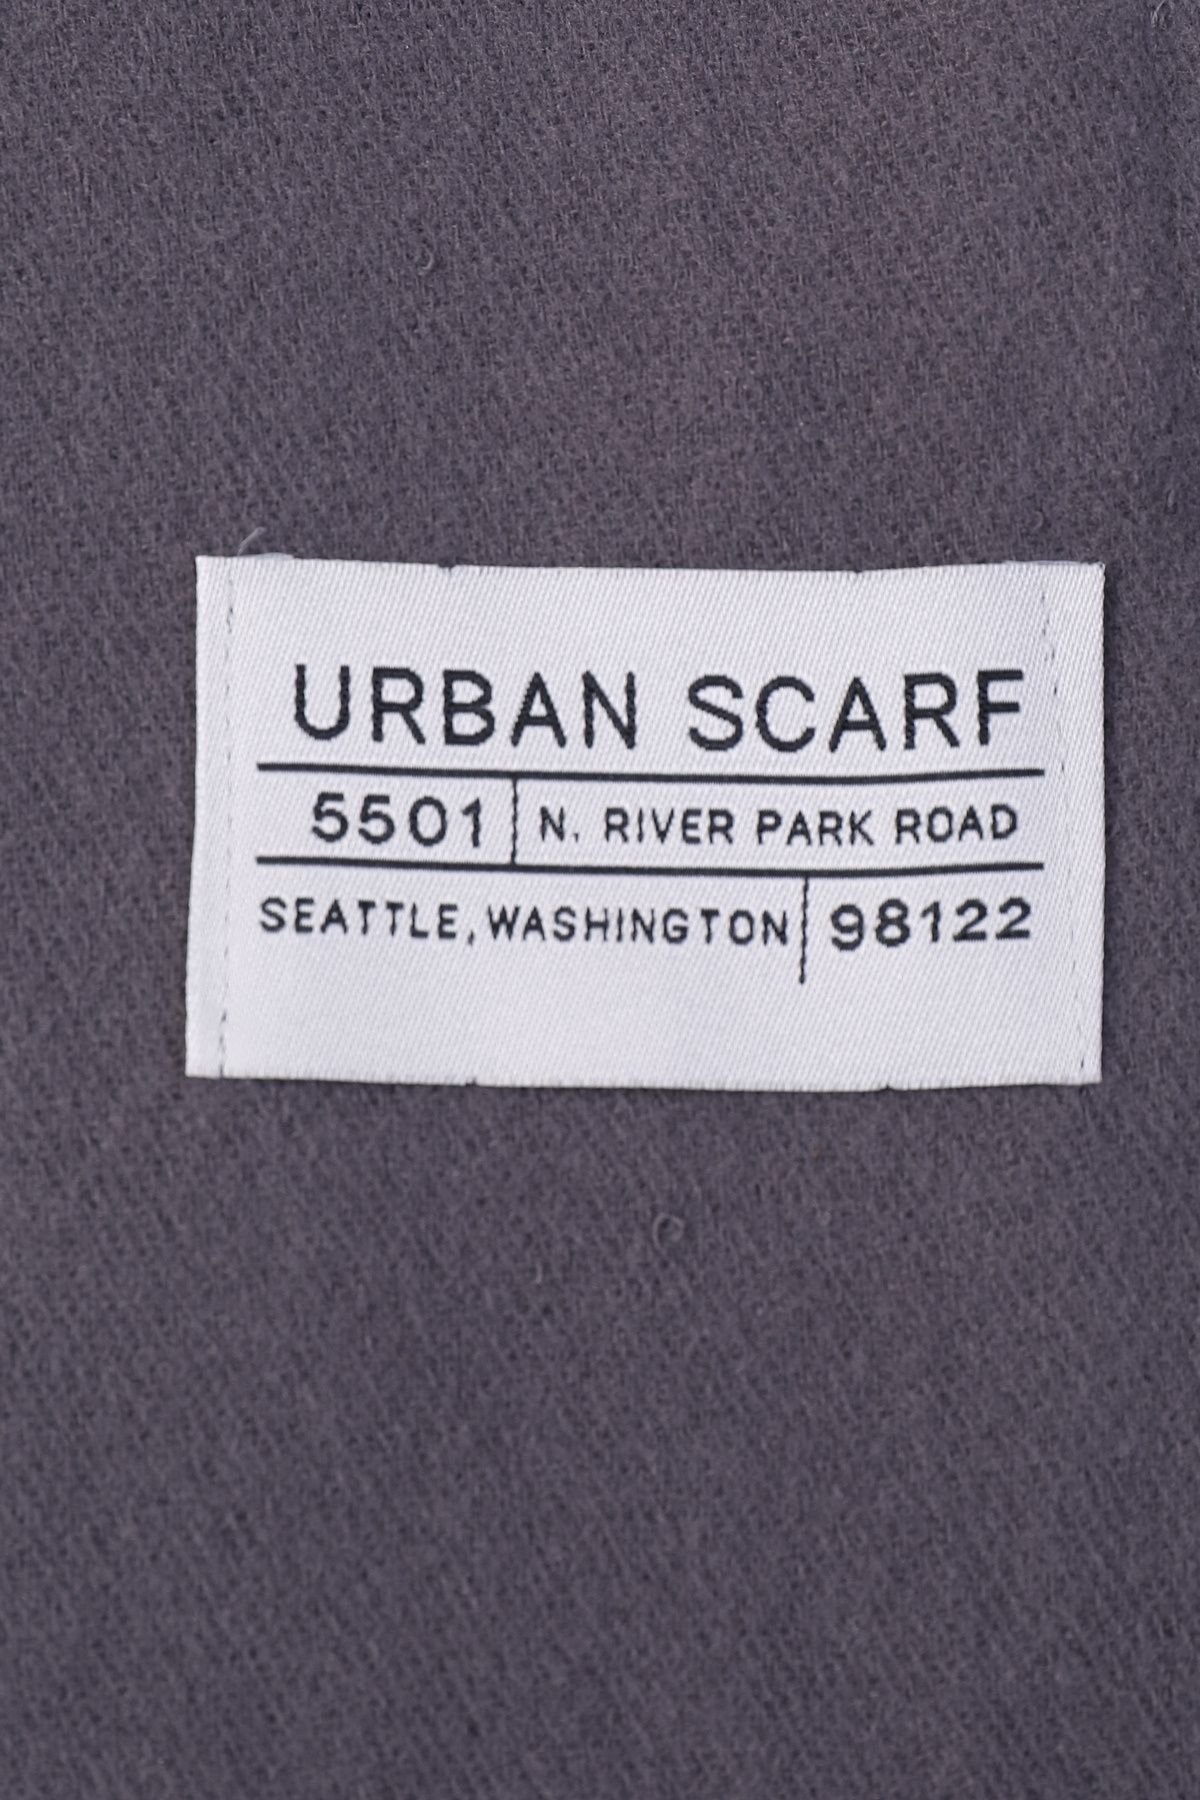 URBAN SCARF
5501 N. RIVER PARK ROAD
SEATTLE, WASHINGTON 98122